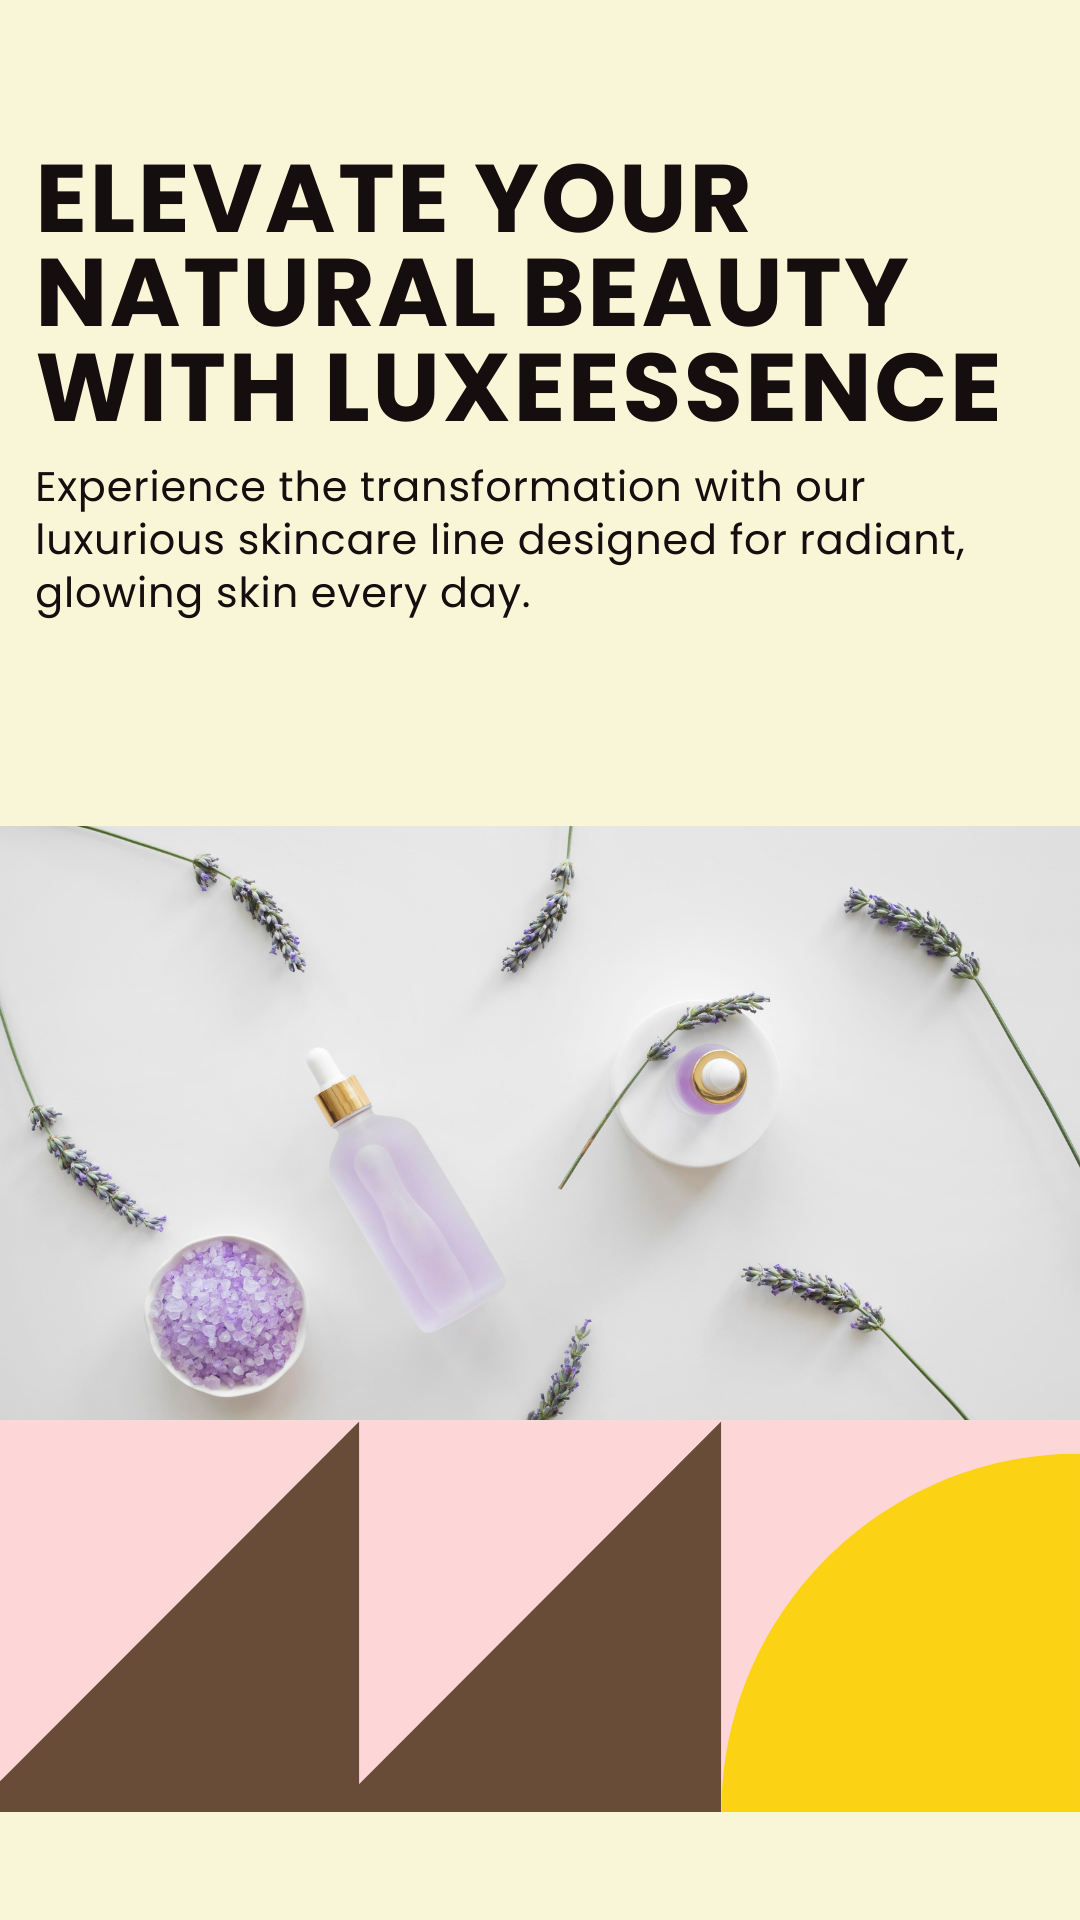 ELEVATE YOUR
NATURAL BEAUTY
WITH LUXEESSENCE
Experience the transformation with our
luxurious skincare line designed for radiant,
glowing skin every day.